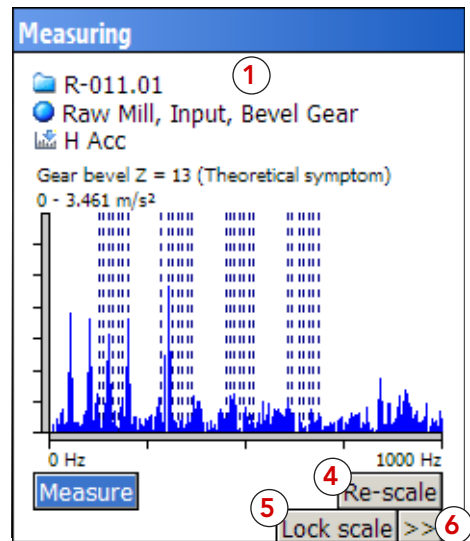 Measuring
R-011.01
1
Raw Mill, Input, Bevel Gear
H Acc
Gear bevel Z = 13 (Theoretical symptom)
0 - 3.461 m/s²
0 Hz
1000 Hz
4
Measure
Re-scale
5
Lock scale
>>
6